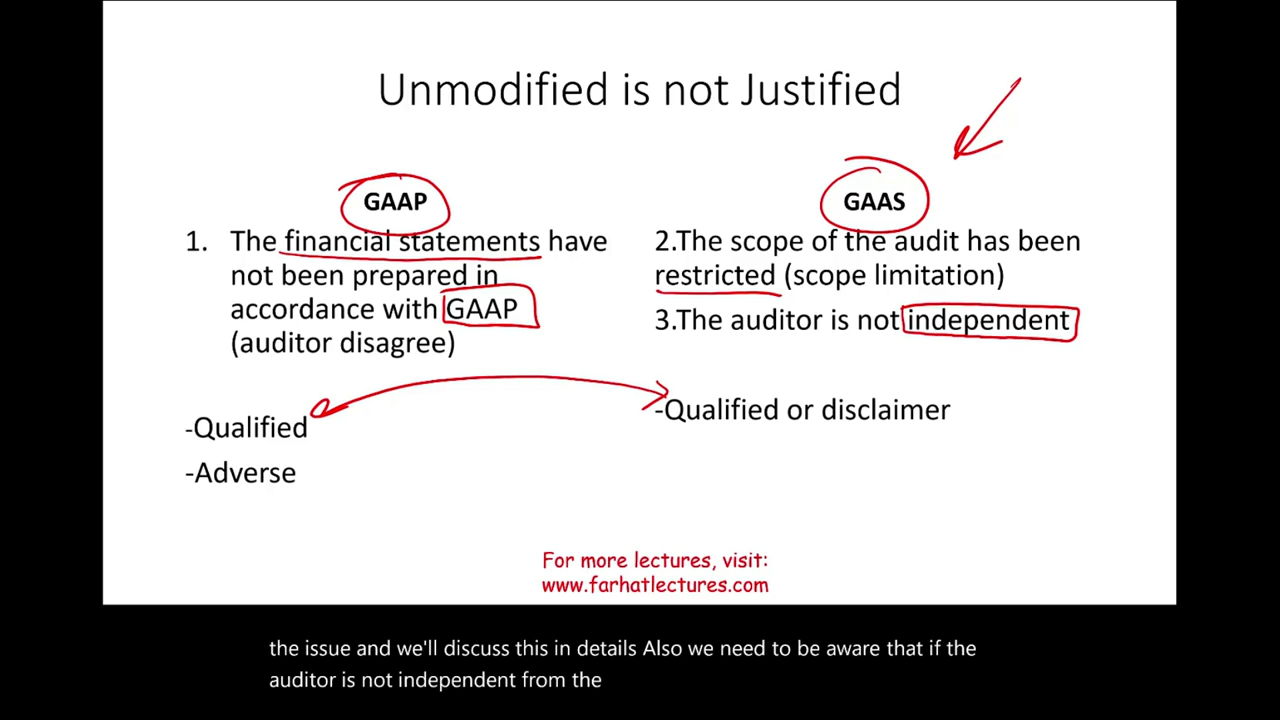 Unmodified is not Justified
GAAP
1. The financial statements have
not been prepared in
accordance with GAAP
(auditor disagree)
-Qualified
-Adverse
GAAS
2.The scope of the audit has been
restricted (scope limitation)
3.The auditor is not independent
-Qualified or disclaimer
For more lectures, visit:
www.farhatlectures.com
the issue and we'll discuss this in details Also we need to be aware that if the
auditor is not independent from the